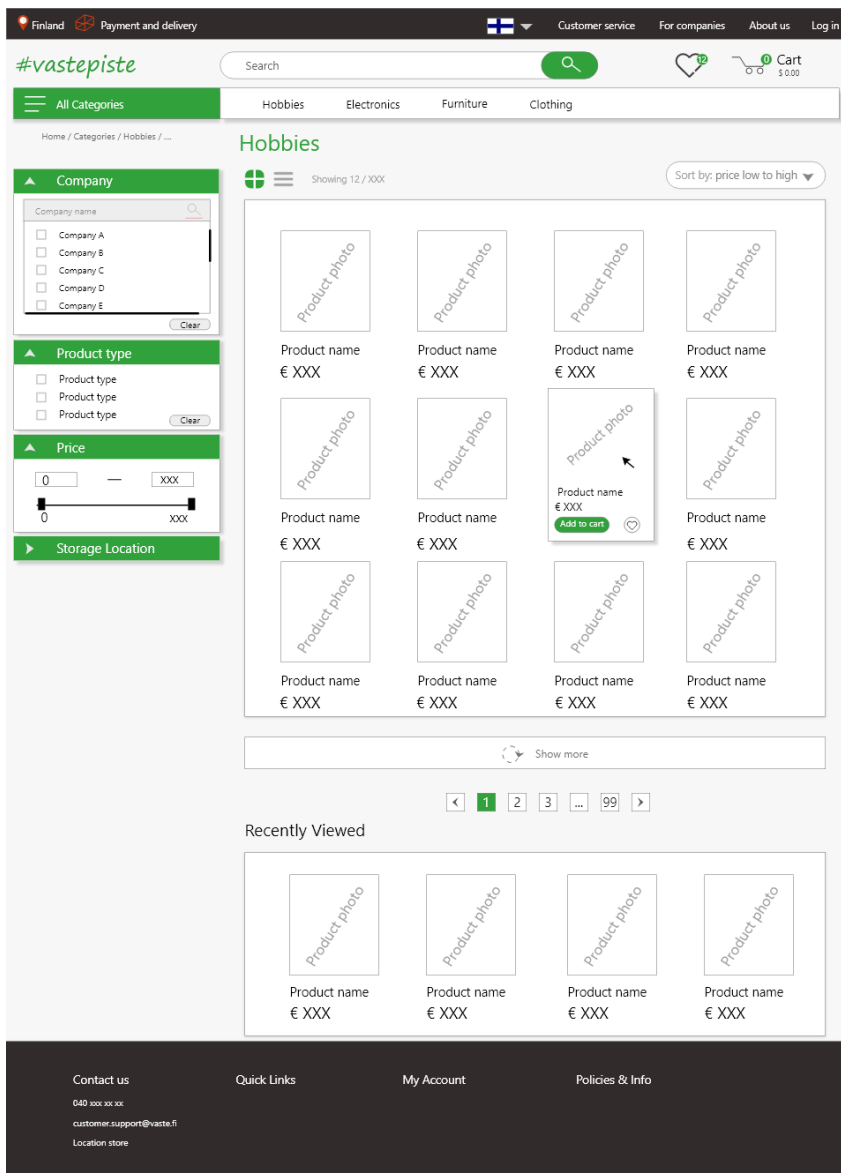 Finland Payment and delivery Customer service For companies About us Log in
#vastepiste Search 12 0 Cart
$ 0.00
All Categories Hobbies Electronics Furniture Clothing
Home / Categories / Hobbies / ....
Hobbies
Showing 12 / XXX Sort by: price low to high
Company
Company name
Company A
Company B
Company C
Company D
Company E
Clear
Product type
Product type
Product type
Product type
Clear
Price
0 — XXX
0 XXX
Storage Location
Product photo Product photo Product photo Product photo
Product name Product name Product name Product name
€ XXX € XXX € XXX € XXX
Product photo Product photo Product photo Product photo
Product name Product name Product name Product name
€ XXX € XXX € XXX € XXX
Add to cart
Product photo Product photo Product photo Product photo
Product name Product name Product name Product name
€ XXX € XXX € XXX € XXX
Show more
1 2 3 ... 99
Recently Viewed
Product photo Product photo Product photo Product photo
Product name Product name Product name Product name
€ XXX € XXX € XXX € XXX
Contact us Quick Links My Account Policies & Info
040 xxx xx xx
customer.support@vaste.fi
Location store